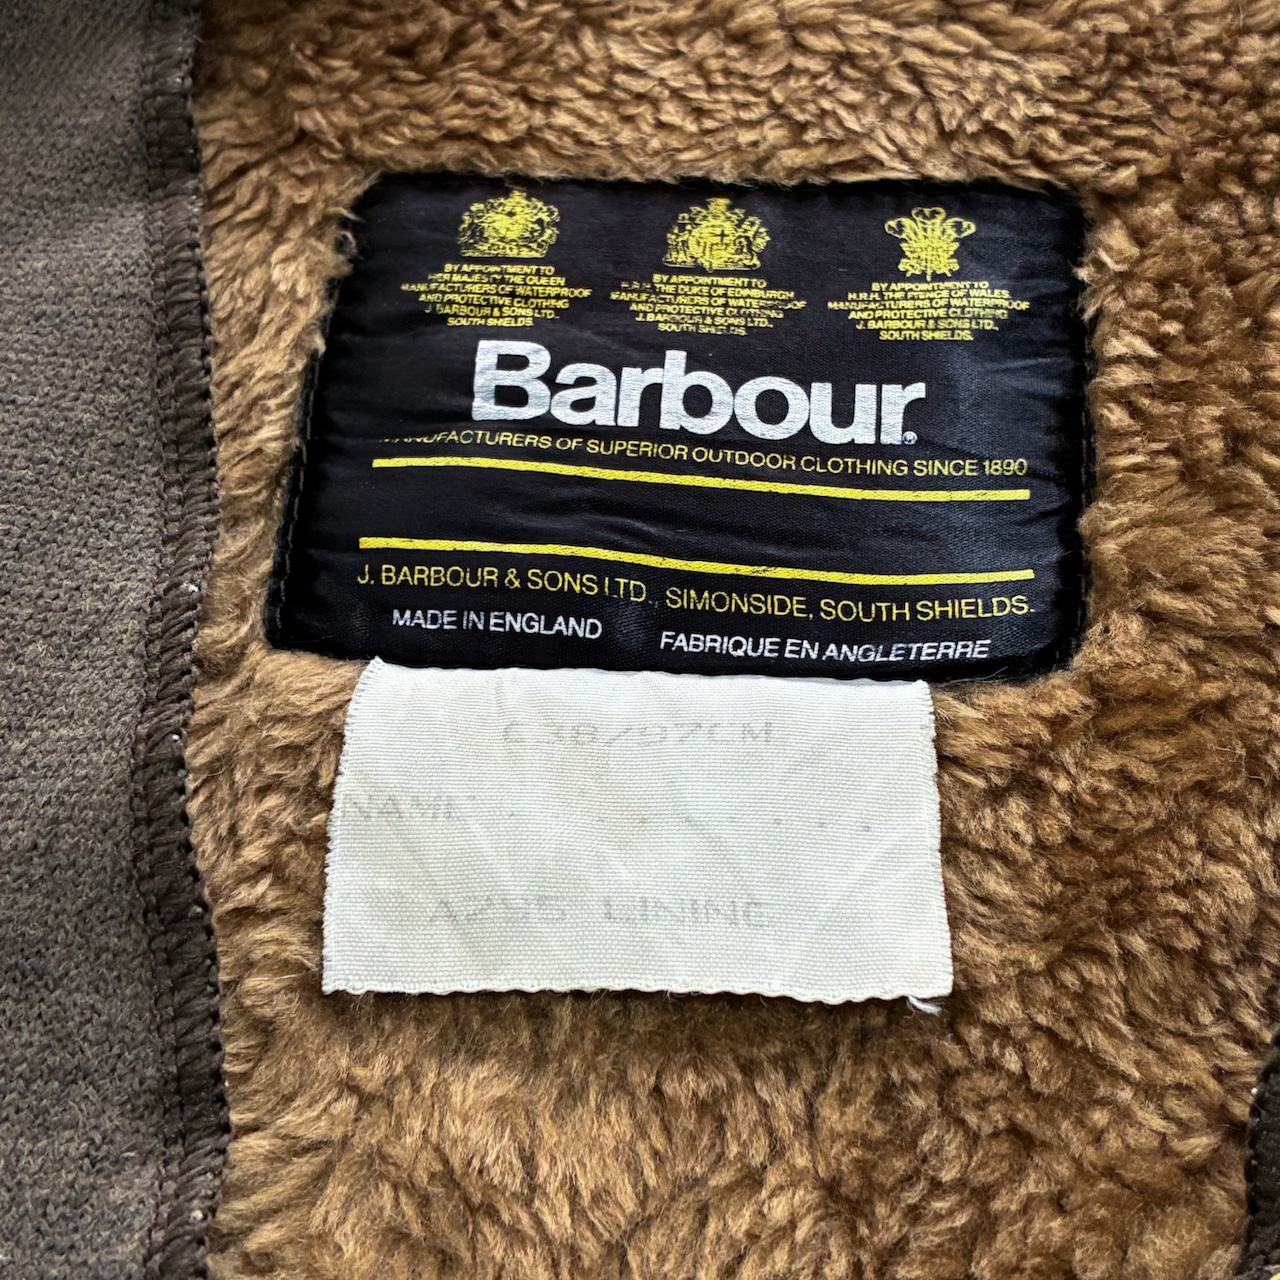 BY APPOINTMENT TO
HER MAJESTY THE QUEEN
MANUFACTURERS OF WATERPROOF
AND PROTECTIVE CLOTHING
J. BARBOUR & SONS LTD.,
SOUTH SHIELDS.
BY APPOINTMENT TO
H.R.H. THE DUKE OF EDINBURGH
MANUFACTURERS OF WATERPROOF
AND PROTECTIVE CLOTHING
J. BARBOUR & SONS LTD.,
SOUTH SHIELDS.
BY APPOINTMENT TO
H.R.H. THE PRINCE OF WALES.
MANUFACTURERS OF WATERPROOF
AND PROTECTIVE CLOTHING
J. BARBOUR & SONS LTD.,
SOUTH SHIELDS.
Barbour®
MANUFACTURERS OF SUPERIOR OUTDOOR CLOTHING SINCE 1890
J. BARBOUR & SONS LTD., SIMONSIDE, SOUTH SHIELDS.
MADE IN ENGLAND FABRIQUE EN ANGLETERRE
NAME
LINING